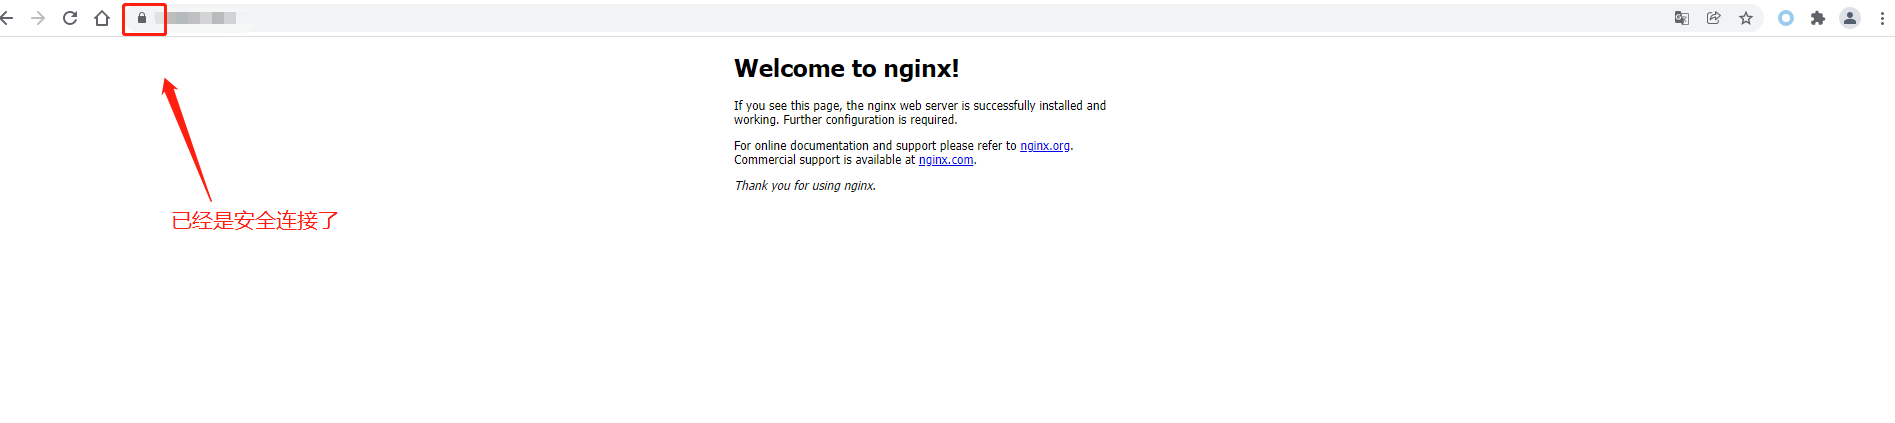 Welcome to nginx!
If you see this page, the nginx web server is successfully installed and
working. Further configuration is required.
For online documentation and support please refer to nginx.org.
Commercial support is available at nginx.com.
Thank you for using nginx.
已经是安全连接了